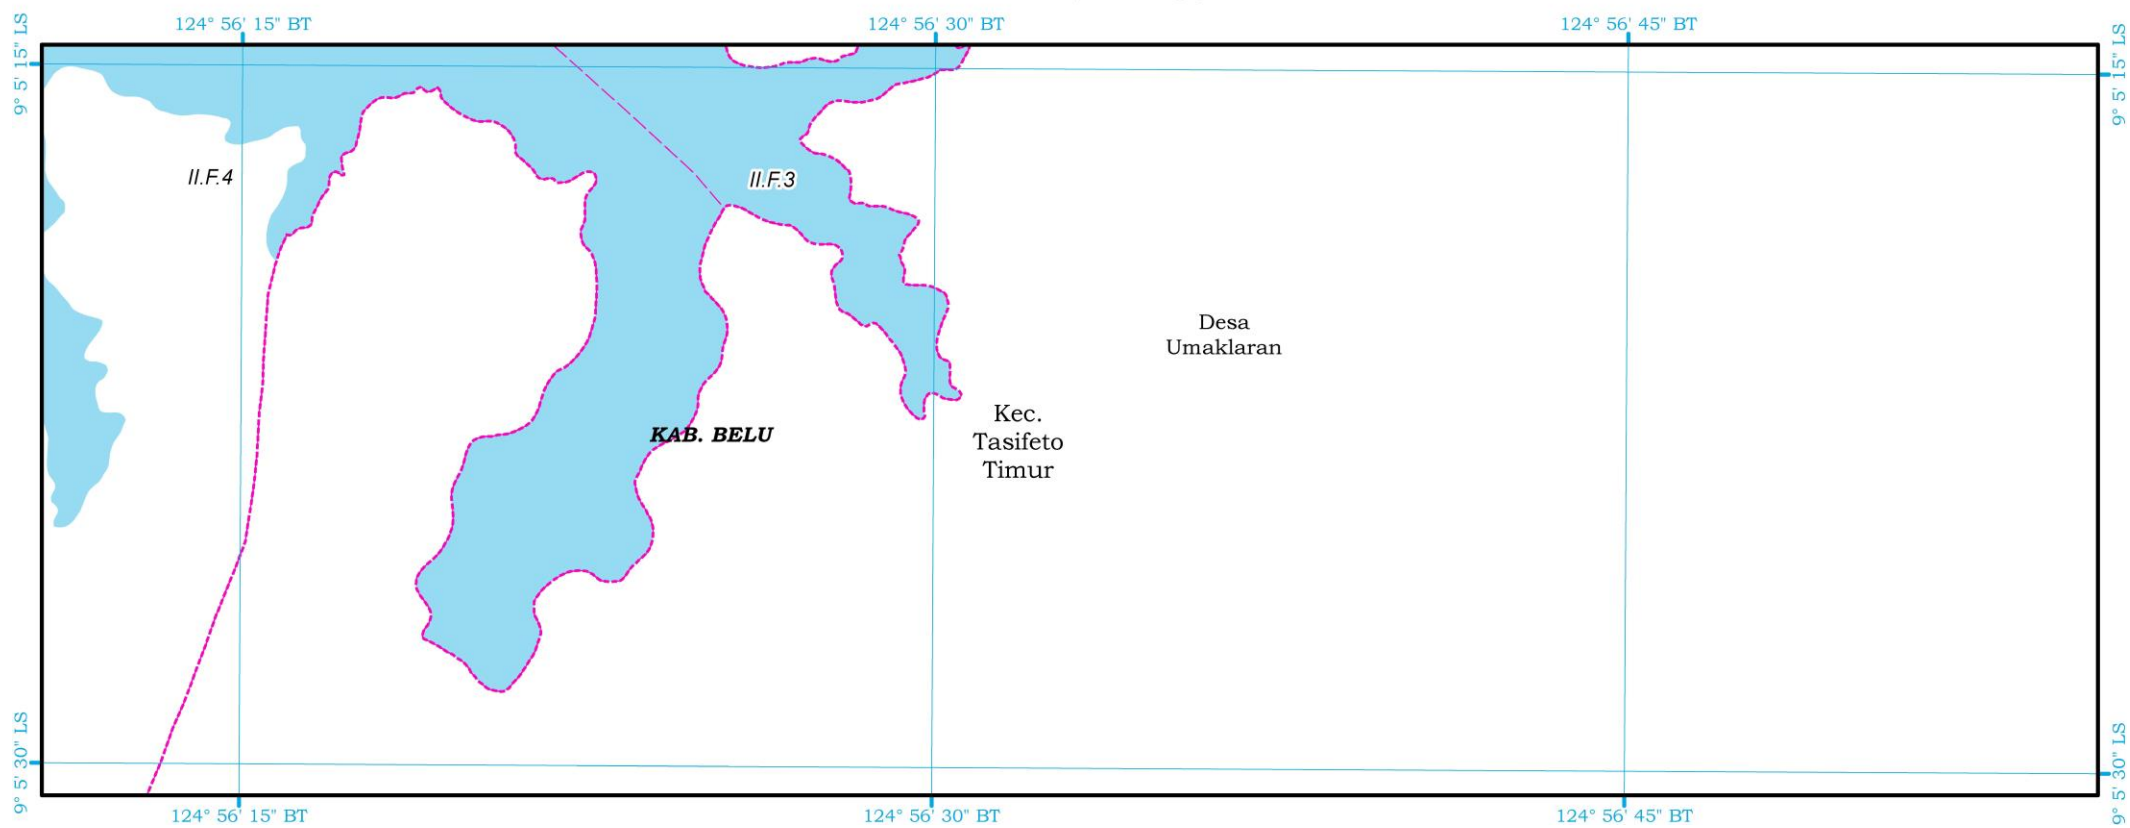 124° 56' 15" BT
124° 56' 30" BT
124° 56' 45" BT
9° 5' 15" LS
9° 5' 15" LS
II.F.4
II.F.3
Desa
Umaklaran
KAB. BELU
Kec.
Tasifeto
Timur
9° 5' 30" LS
9° 5' 30" LS
124° 56' 15" BT
124° 56' 30" BT
124° 56' 45" BT